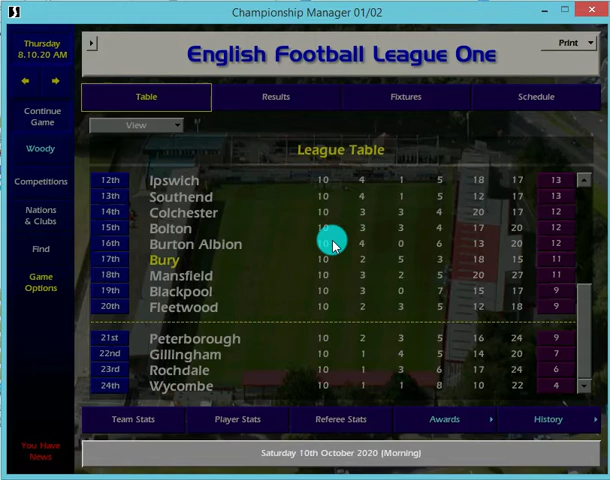 Championship Manager 01/02
Thursday
8.10.20 AM
Print
English Football League One
Table Results Fixtures Schedule
Continue
Game
View
Woody
League Table
Competitions
12th Ipswich 10 4 1 5 18 17 13
13th Southend 10 4 1 5 12 17 13
Nations
& Clubs
14th Colchester 10 3 3 4 20 17 12
15th Bolton 10 3 3 4 17 20 12
Find
16th Burton Albion 10 4 0 6 13 20 12
17th Bury 10 2 5 3 18 15 11
Game
Options
18th Mansfield 10 3 2 5 20 27 11
19th Blackpool 10 3 0 7 15 17 9
20th Fleetwood 10 2 3 5 12 18 9
21st Peterborough 10 2 3 5 16 24 9
22nd Gillingham 10 1 4 5 14 20 7
23rd Rochdale 10 1 3 6 17 24 6
24th Wycombe 10 1 1 8 10 22 4
Team Stats Player Stats Referee Stats Awards History
You Have
News
Saturday 10th October 2020 (Morning)